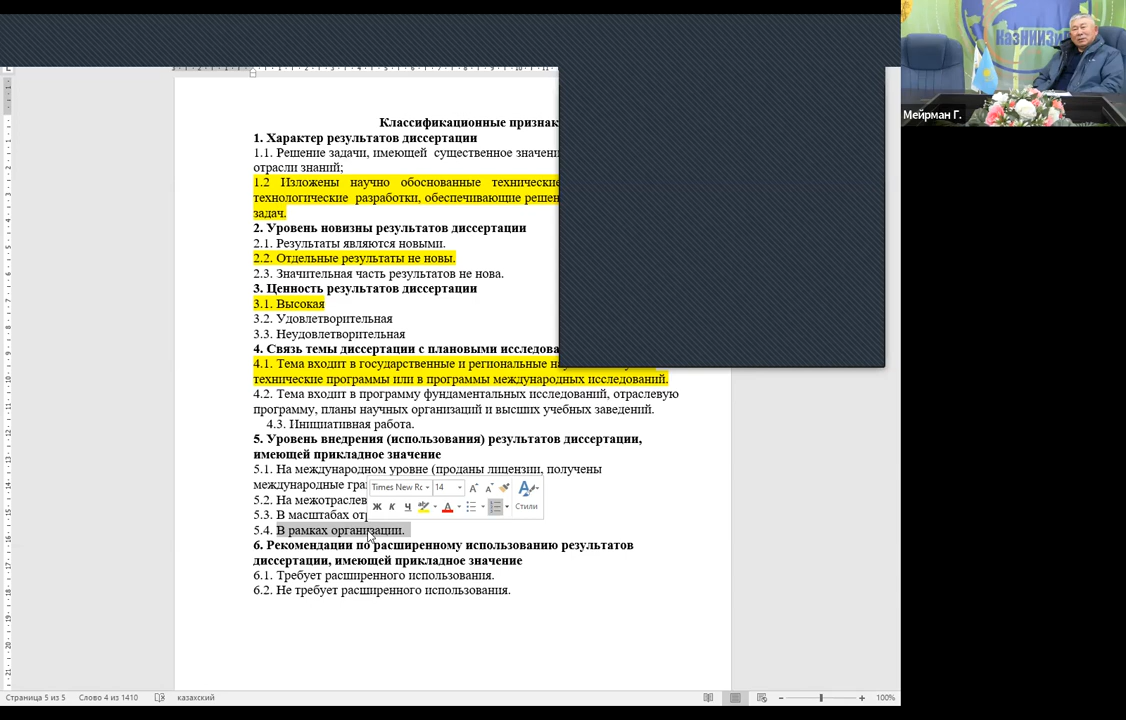 КазНИИЗиК
Мейрман Г.
Классификационные признак
1. Характер результатов диссертации
1.1. Решение задачи, имеющей существенное значени
отрасли знаний;
1.2 Изложены научно обоснованные технические
технологические разработки, обеспечивающие решен
задач.
2. Уровень новизны результатов диссертации
2.1. Результаты являются новыми.
2.2. Отдельные результаты не новы.
2.3. Значительная часть результатов не нова.
3. Ценность результатов диссертации
3.1. Высокая
3.2. Удовлетворительная
3.3. Неудовлетворительная
4. Связь темы диссертации с плановыми исследова
4.1. Тема входит в государственные и региональные
технические программы или в программы международных исследований.
4.2. Тема входит в программу фундаментальных исследований, отраслевую
программу, планы научных организаций и высших учебных заведений.
4.3. Инициативная работа.
5. Уровень внедрения (использования) результатов диссертации,
имеющей прикладное значение
5.1. На международном уровне (проданы лицензии, получены
международные гра
Times New Rc 14
5.2. На межотраслев
Ж К Ч Стили
5.3. В масштабах от
5.4. В рамках организации.
6. Рекомендации по расширенному использованию результатов
диссертации, имеющей прикладное значение
6.1. Требует расширенного использования.
6.2. Не требует расширенного использования.
Страница 5 из 5 Слово 4 из 1410 казахский 100%